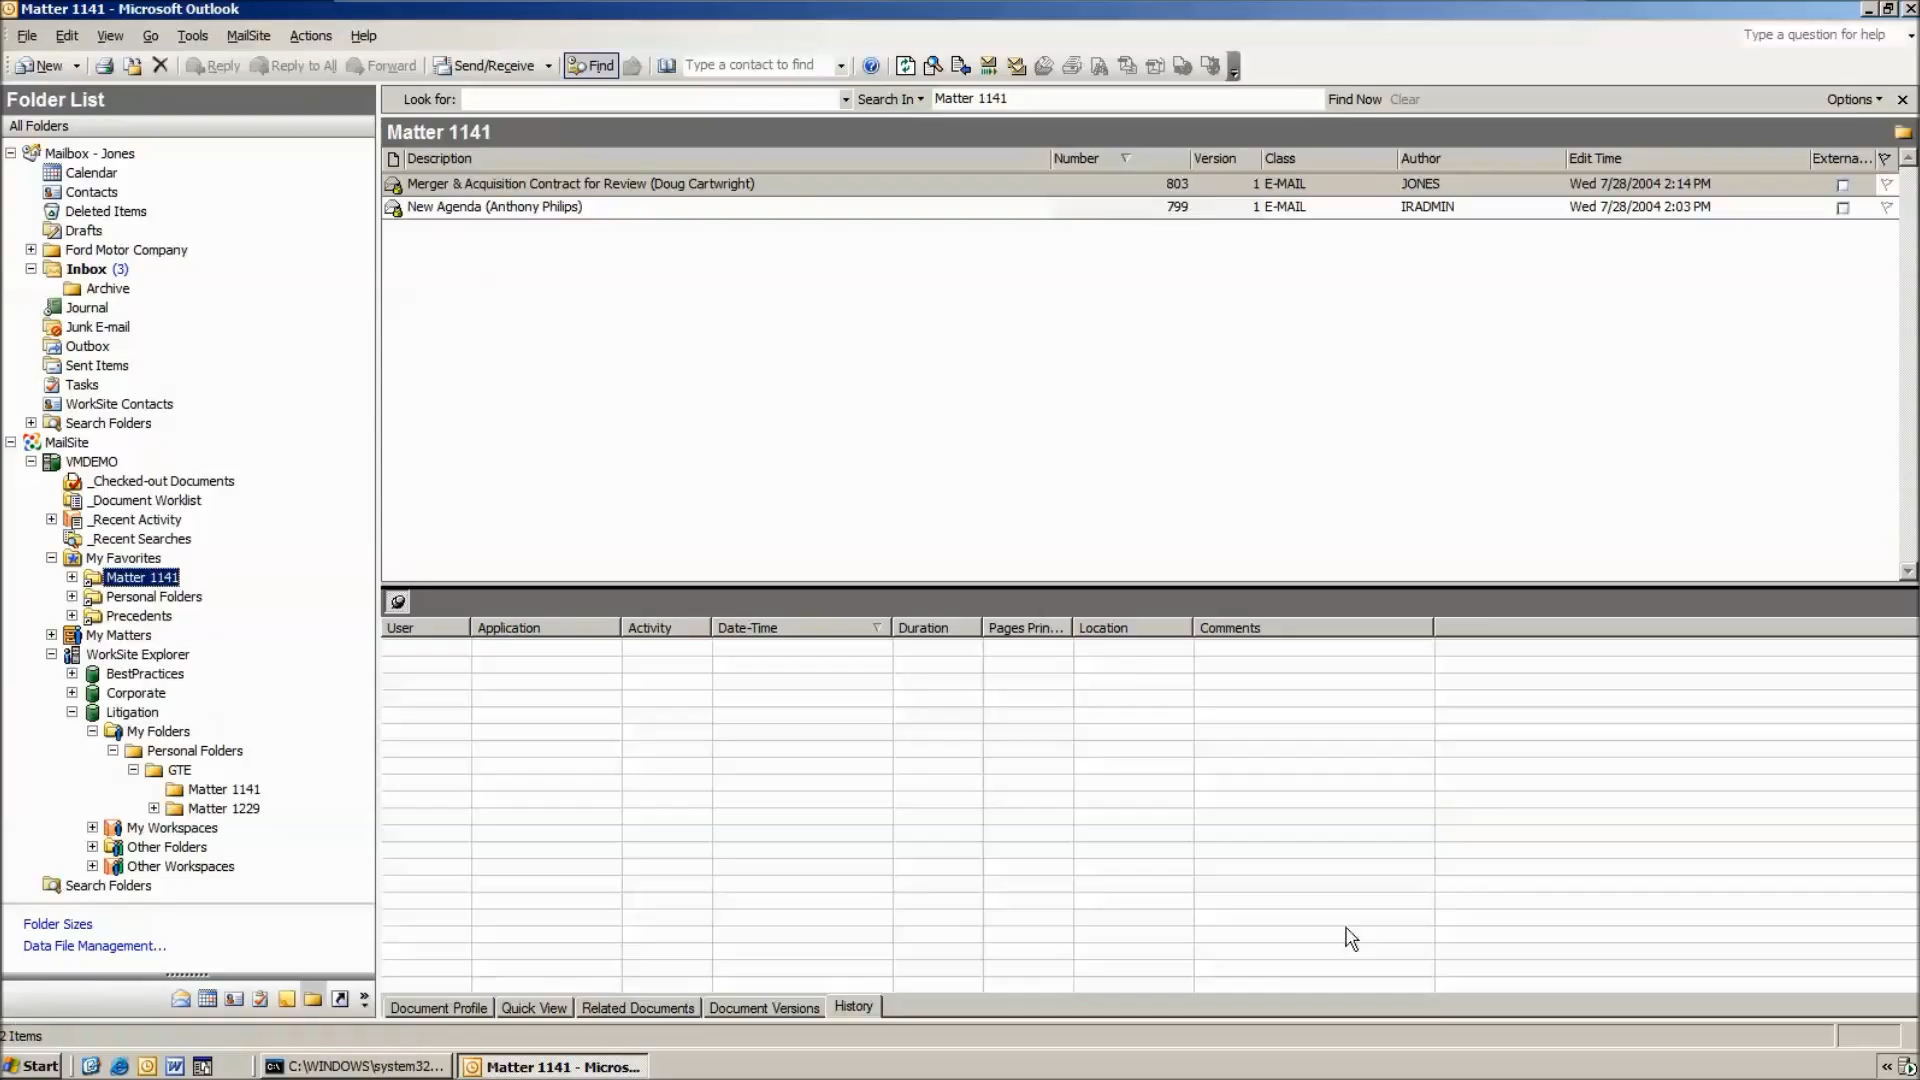 Matter 1141 - Microsoft Outlook
File Edit View Go Tools MailSite Actions Help
Type a question for help
New Reply Reply to All Forward Send/Receive Find Type a contact to find
Folder List
Look for: Search In Matter 1141 Find Now Clear Options
All Folders
Matter 1141
Description Number Version Class Author Edit Time Externa...
Merger & Acquisition Contract for Review (Doug Cartwright) 803 1 E-MAIL JONES Wed 7/28/2004 2:14 PM
New Agenda (Anthony Philips) 799 1 E-MAIL IRADMIN Wed 7/28/2004 2:03 PM
Mailbox - Jones
Calendar
Contacts
Deleted Items
Drafts
Ford Motor Company
Inbox (3)
Archive
Journal
Junk E-mail
Outbox
Sent Items
Tasks
WorkSite Contacts
Search Folders
MailSite
VMDEMO
_Checked-out Documents
_Document Worklist
_Recent Activity
_Recent Searches
My Favorites
Matter 1141
Personal Folders
Precedents
My Matters
WorkSite Explorer
BestPractices
Corporate
Litigation
My Folders
Personal Folders
GTE
Matter 1141
Matter 1229
My Workspaces
Other Folders
Other Workspaces
Search Folders
Folder Sizes
Data File Management...
User Application Activity Date-Time Duration Pages Prin... Location Comments
Document Profile Quick View Related Documents Document Versions History
2 Items
Start C:\WINDOWS\system32... Matter 1141 - Micros...